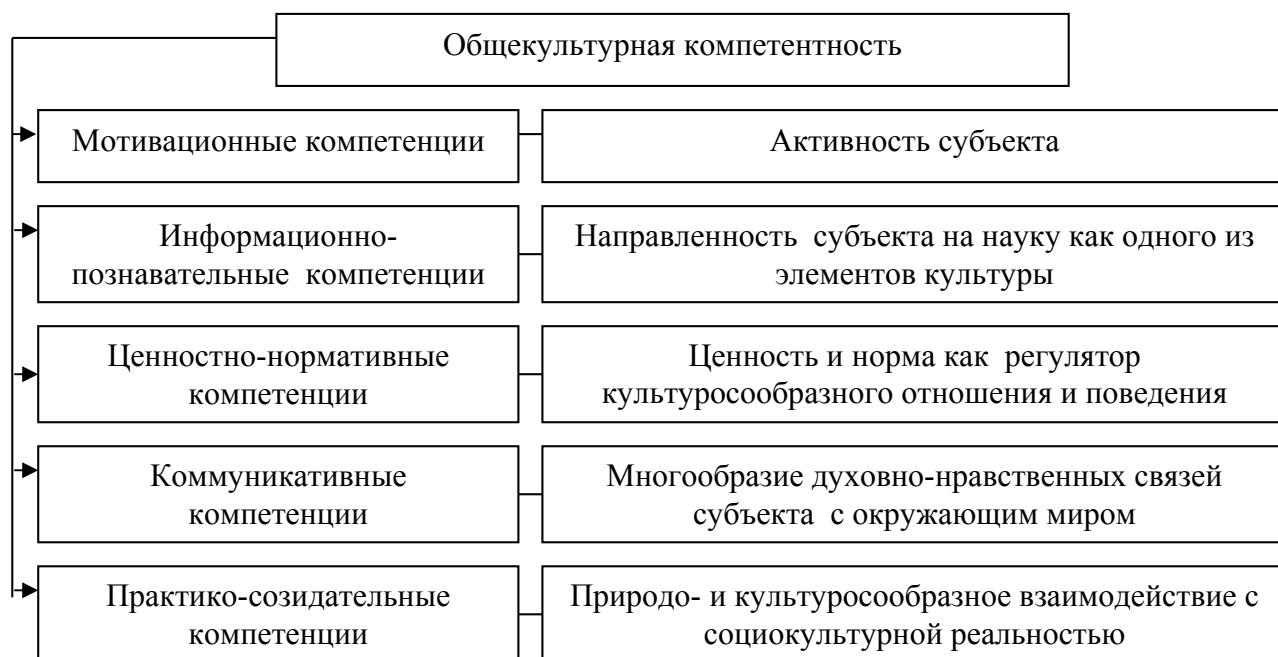 Общекультурная компетентность
Мотивационные компетенции
Активность субъекта
Информационно-
познавательные компетенции
Направленность субъекта на науку как одного из
элементов культуры
Ценностно-нормативные
компетенции
Ценность и норма как регулятор
культуросообразного отношения и поведения
Коммуникативные
компетенции
Многообразие духовно-нравственных связей
субъекта с окружающим миром
Практико-созидательные
компетенции
Природо- и культуросообразное взаимодействие с
социокультурной реальностью